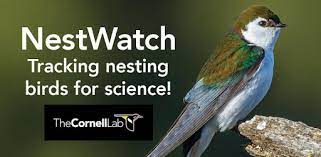 NestWatch
Tracking nesting
birds for science!
TheCornellLab